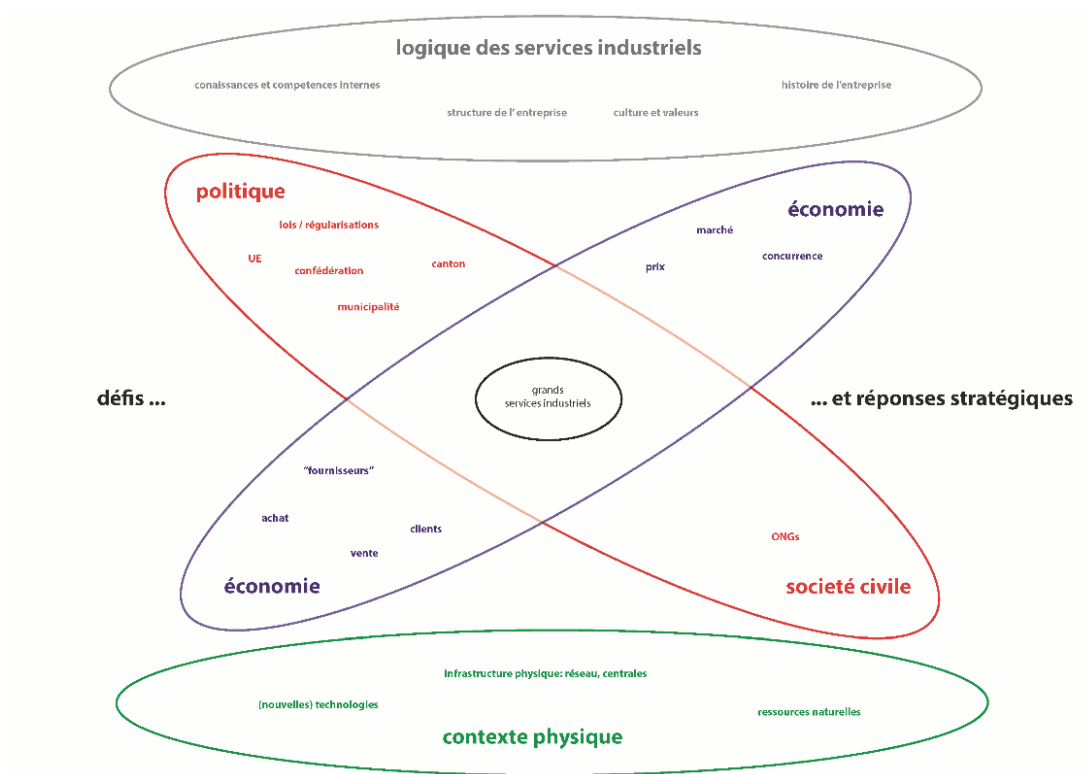 logique des services industriels
conaissances et competences internes
histoire de l'entreprise
structure de l' entreprise
culture et valeurs
politique
économie
lois / régularisations
marché
UE
confédération
canton
prix
concurrence
municipalité
grands
services industriels
défis ...
... et réponses stratégiques
"fournisseurs"
achat
clients
vente
ONGs
économie
societé civile
Infrastructure physique: réseau, centrales
(nouvelles) technologies
ressources naturelles
contexte physique